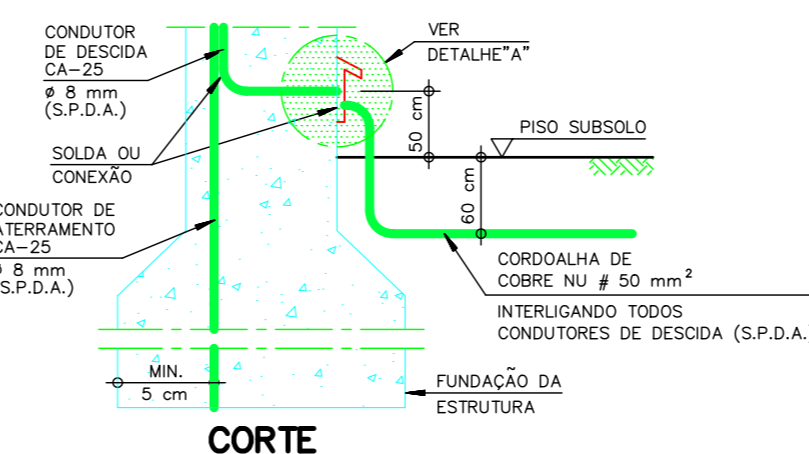 CONDUTOR
DE DESCIDA
CA-25
ø 8 mm
(S.P.D.A.)
VER
DETALHE"A"
50 cm
PISO SUBSOLO
SOLDA OU
CONEXÃO
60 cm
CONDUTOR DE
ATERRAMENTO
CA-25
ø 8 mm
(S.P.D.A.)
CORDOALHA DE
COBRE NU # 50 mm²
INTERLIGANDO TODOS
CONDUTORES DE DESCIDA (S.P.D.A.)
MIN.
5 cm
FUNDAÇÃO DA
ESTRUTURA
CORTE